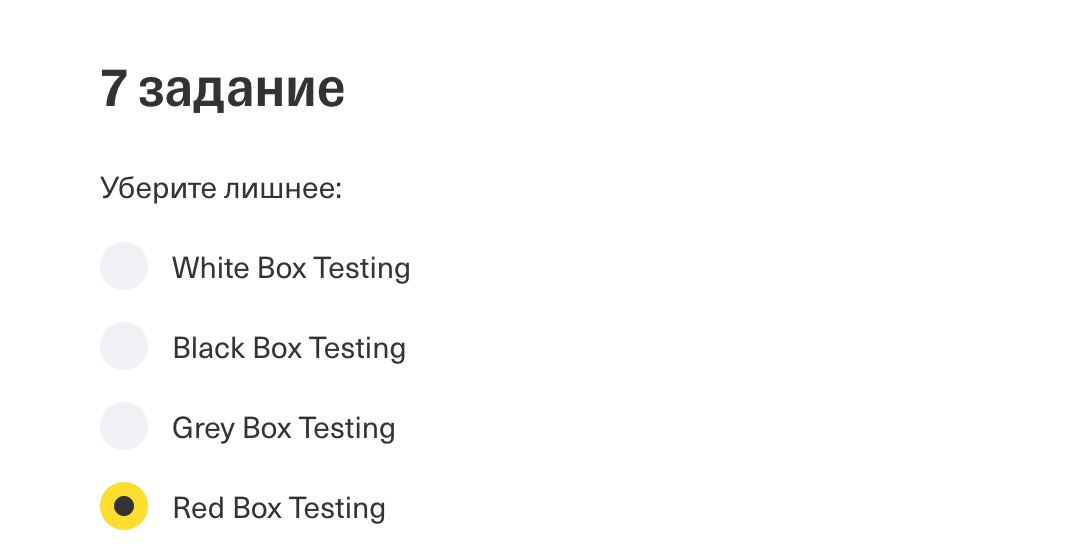 7 задание
Уберите лишнее:
White Box Testing
Black Box Testing
Grey Box Testing
Red Box Testing